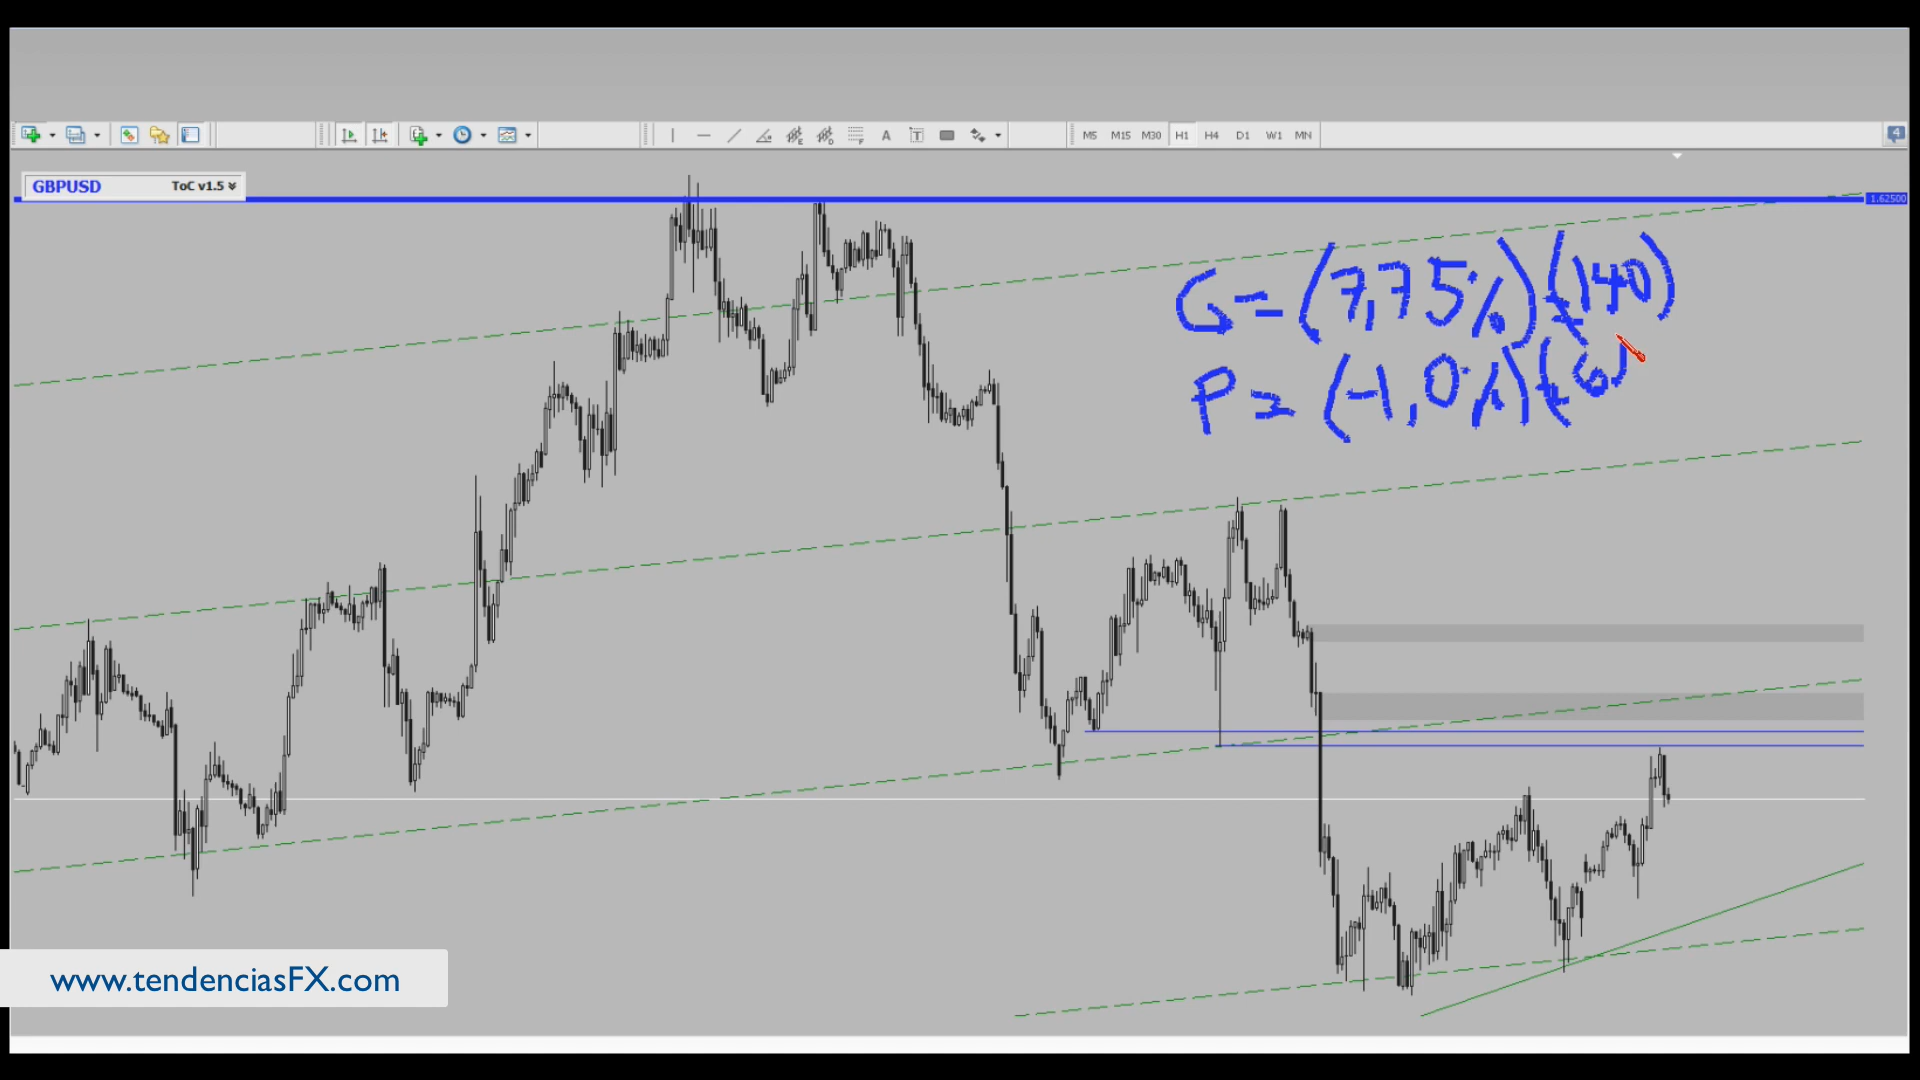 M5 M15 M30 H1 H4 D1 W1 MN
4
GBPUSD ToC v1.5
1.62500
G = (7,75%) (140)
P = (-1,0%) (6)
www.tendenciasFX.com